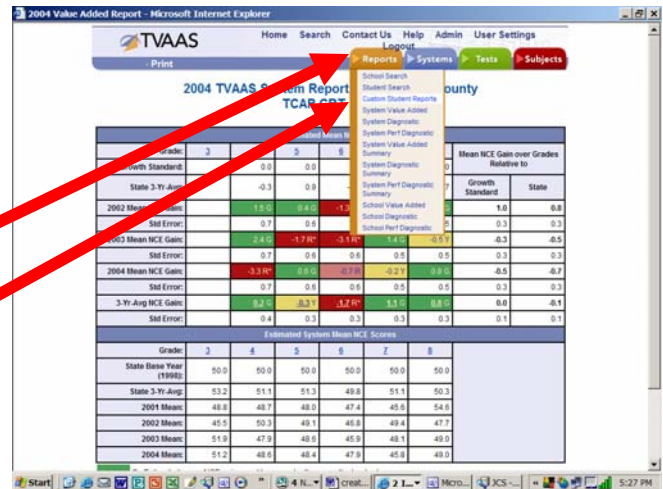 2004 Value Added Report - Microsoft Internet Explorer
TVAAS
Home Search Contact Us Help Admin User Settings
Logout
- Print
Reports Systems Tests Subjects
School Search
Student Search
Custom Student Reports
System Value Added
System Diagnostic
System Perf Diagnostic
System Value Added Summary
System Diagnostic Summary
System Perf Diagnostic Summary
School Value Added
School Diagnostic
School Perf Diagnostic
2004 TVAAS System Report
TCAP CRT
Estimated Mean
Grade: 3 5 6
Mean NCE Gain over Grades Relative to
Growth Standard: 0.0 0.0
State 3-Yr-Avg: -0.3 0.9
Growth Standard State
2002 Mean NCE Gain: 1.5 G 0.4 G 1.0 0.8
Std Error: 0.7 0.6 0.3 0.3
2003 Mean NCE Gain: 2.4 G -1.7 R* -3.1 R* 1.4 G -0.5 Y -0.3 -0.5
Std Error: 0.7 0.6 0.6 0.5 0.5 0.3 0.3
2004 Mean NCE Gain: -3.3 R* 0.6 G -0.7 R -0.2 Y 0.9 G -0.5 -0.7
Std Error: 0.7 0.6 0.6 0.5 0.5 0.3 0.3
3-Yr-Avg NCE Gain: 0.2 G -0.3 Y -1.7 R* 1.1 G 0.8 G 0.0 -0.1
Std Error: 0.4 0.3 0.3 0.3 0.3 0.1 0.1
Estimated System Mean NCE Scores
Grade: 3 4 5 6 7 8
State Base Year (1998): 50.0 50.0 50.0 50.0 50.0 50.0
State 3-Yr-Avg: 53.2 51.1 51.3 49.8 51.1 50.3
2001 Mean: 48.8 48.7 48.0 47.4 45.6 54.6
2002 Mean: 45.5 50.3 49.1 46.8 49.4 47.7
2003 Mean: 51.9 47.9 48.6 45.9 48.1 49.0
2004 Mean: 51.2 48.6 48.4 47.9 45.8 49.0
Start 4 N... creat... 2 I... Micro... JCS -... 5:27 PM